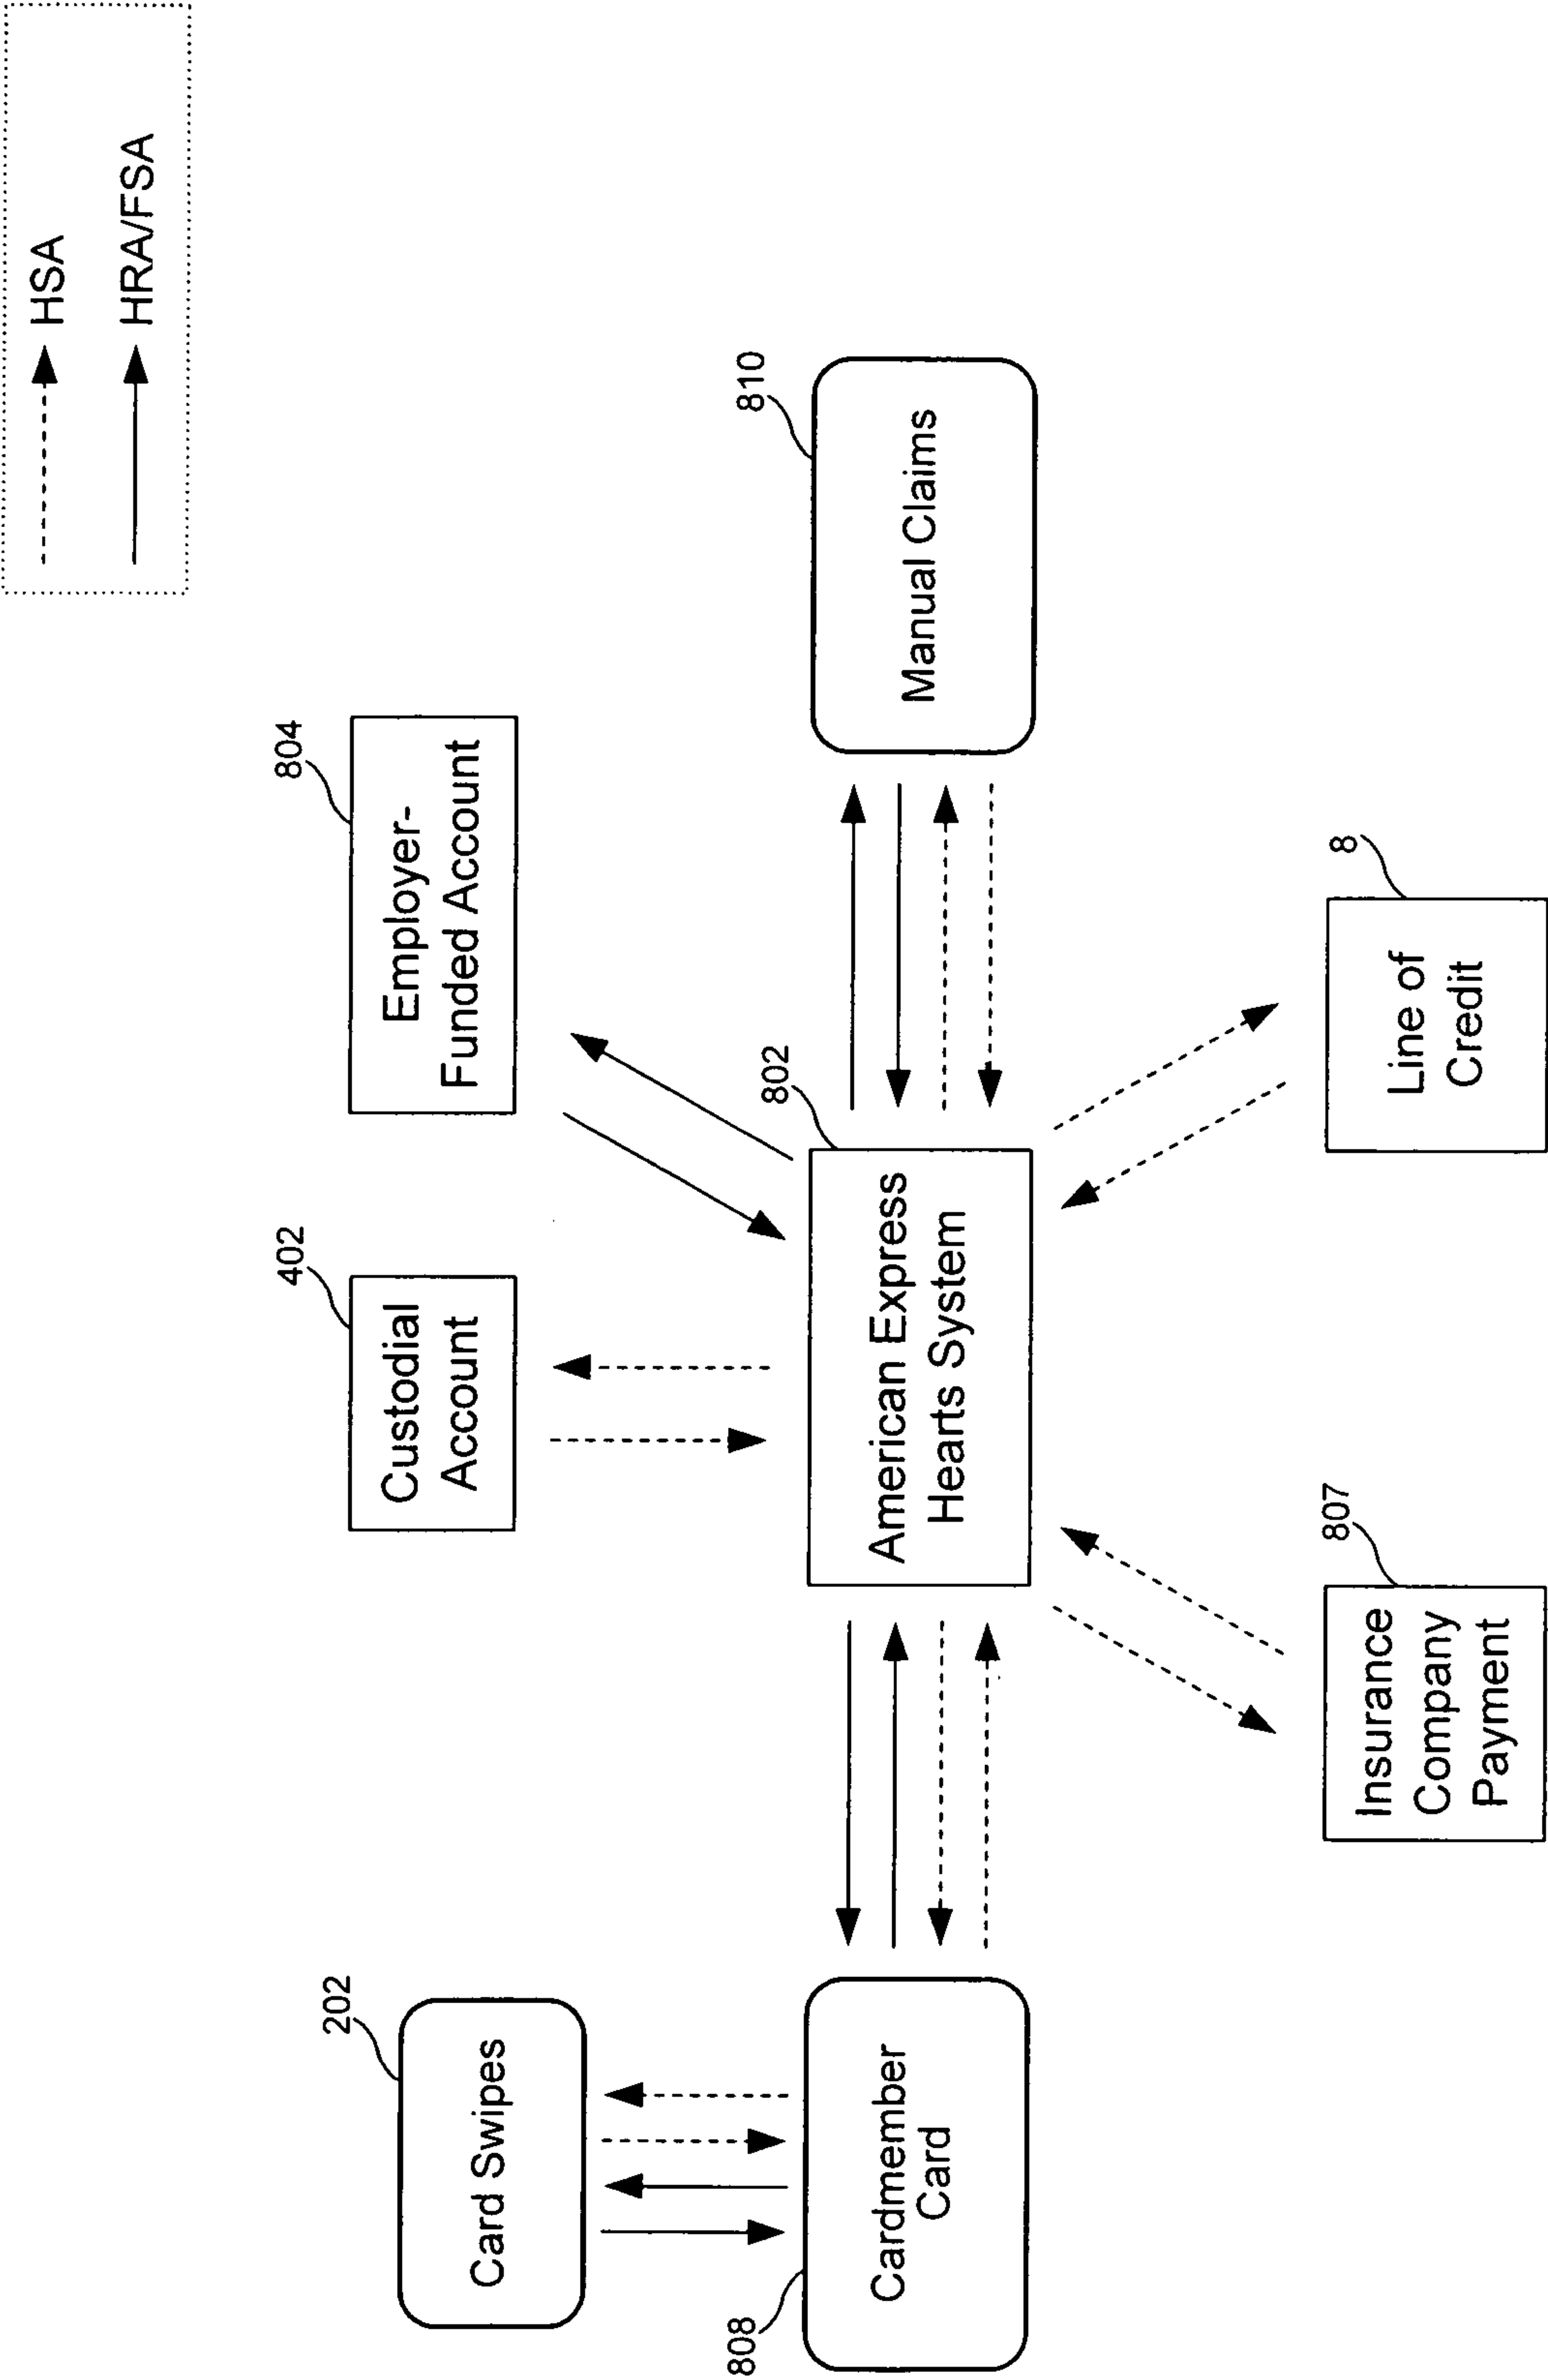 HSA
HRA/FSA
804
Employer-
Funded Account
402
Custodial
Account
202
Card Swipes
810
Manual Claims
802
American Express
Hearts System
808
Cardmember
Card
8
Line of
Credit
807
Insurance
Company
Payment